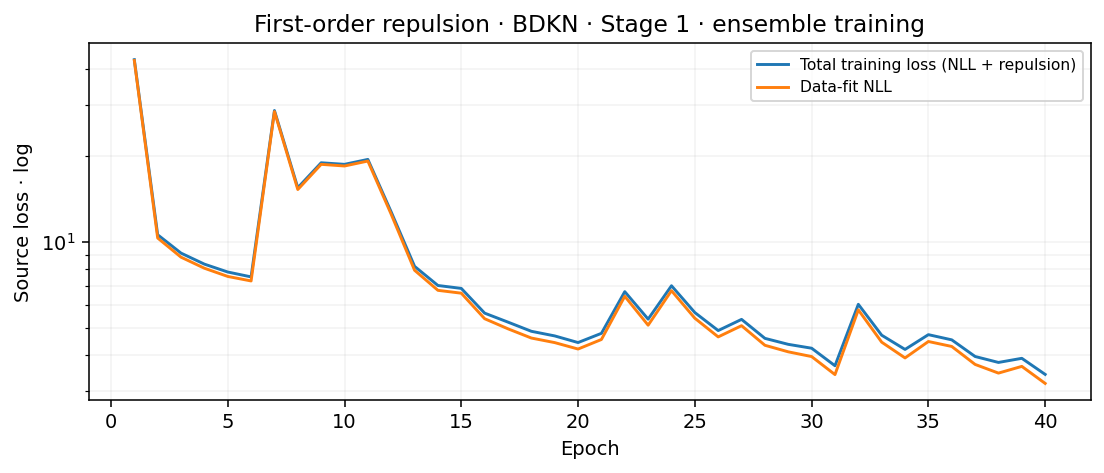 First-order repulsion · BDKN · Stage 1 · ensemble training
Total training loss (NLL + repulsion)
Data-fit NLL
Source loss · log
10¹
0 5 10 15 20 25 30 35 40
Epoch